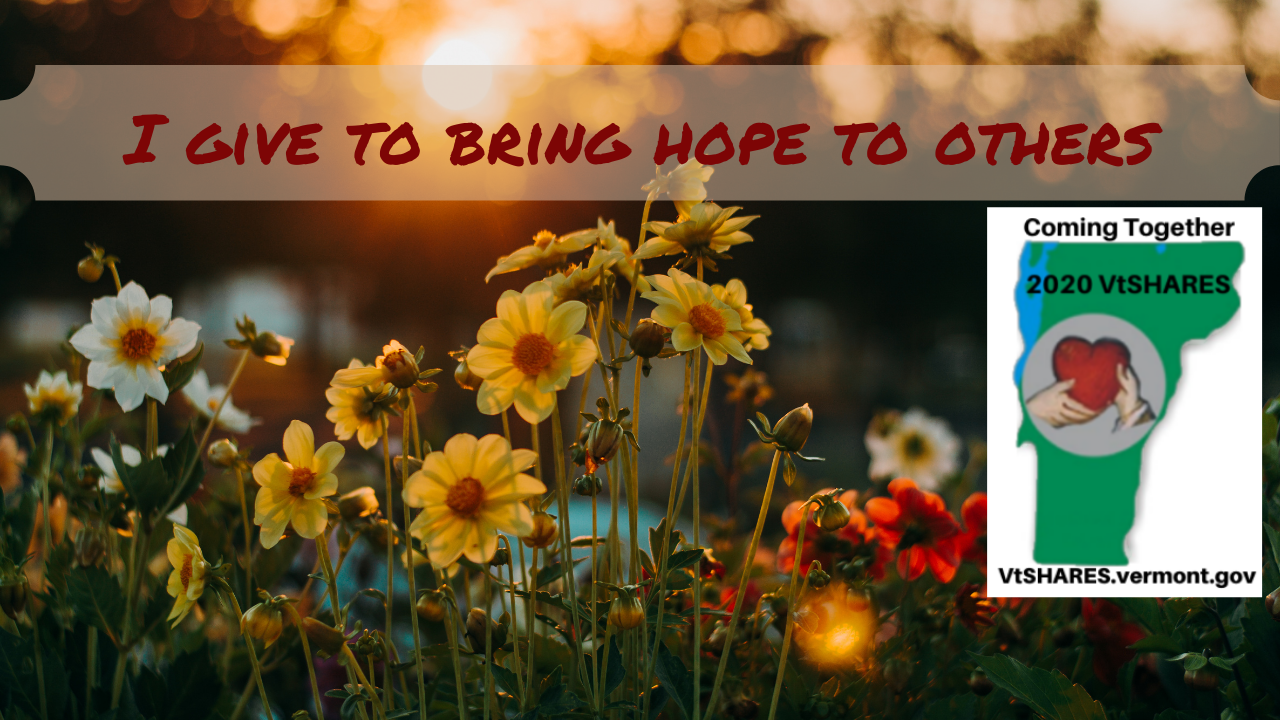 I GIVE TO BRING HOPE TO OTHERS
Coming Together
2020 VtSHARES
VtSHARES.vermont.gov